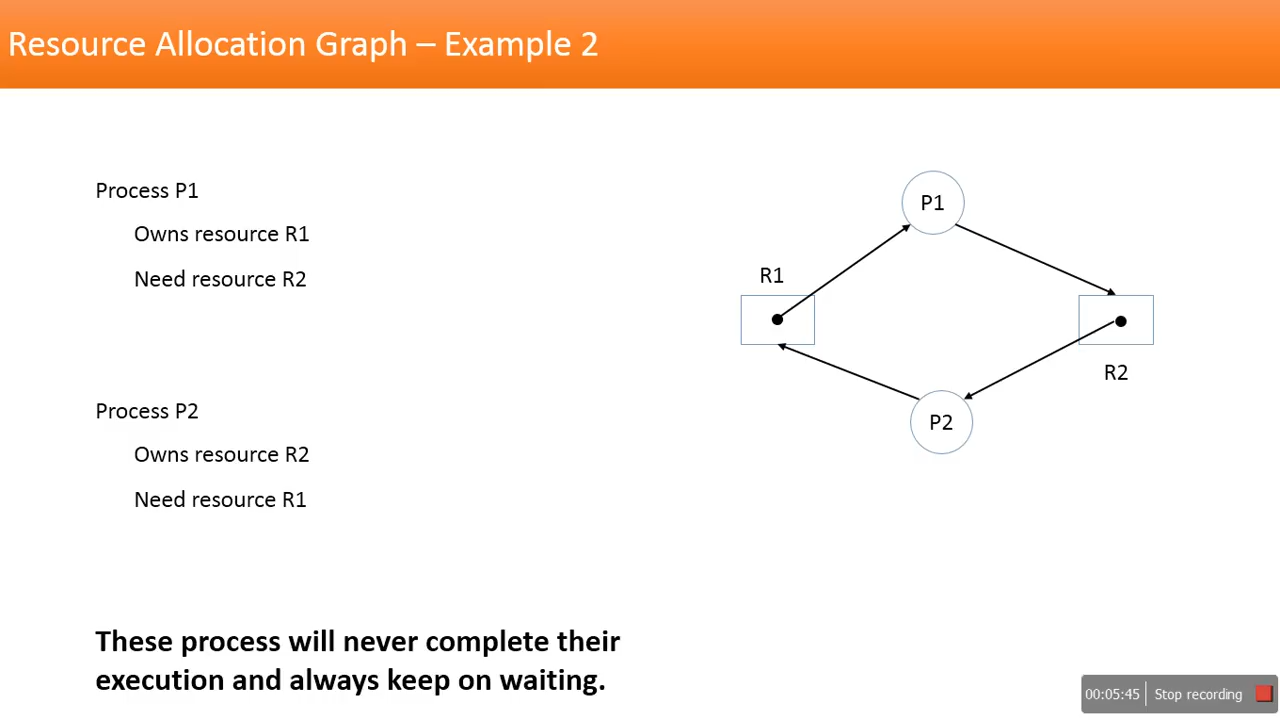 Resource Allocation Graph – Example 2
Process P1
Owns resource R1
Need resource R2
Process P2
Owns resource R2
Need resource R1
P1
R1
R2
P2
These process will never complete their
execution and always keep on waiting.
00:05:45 Stop recording